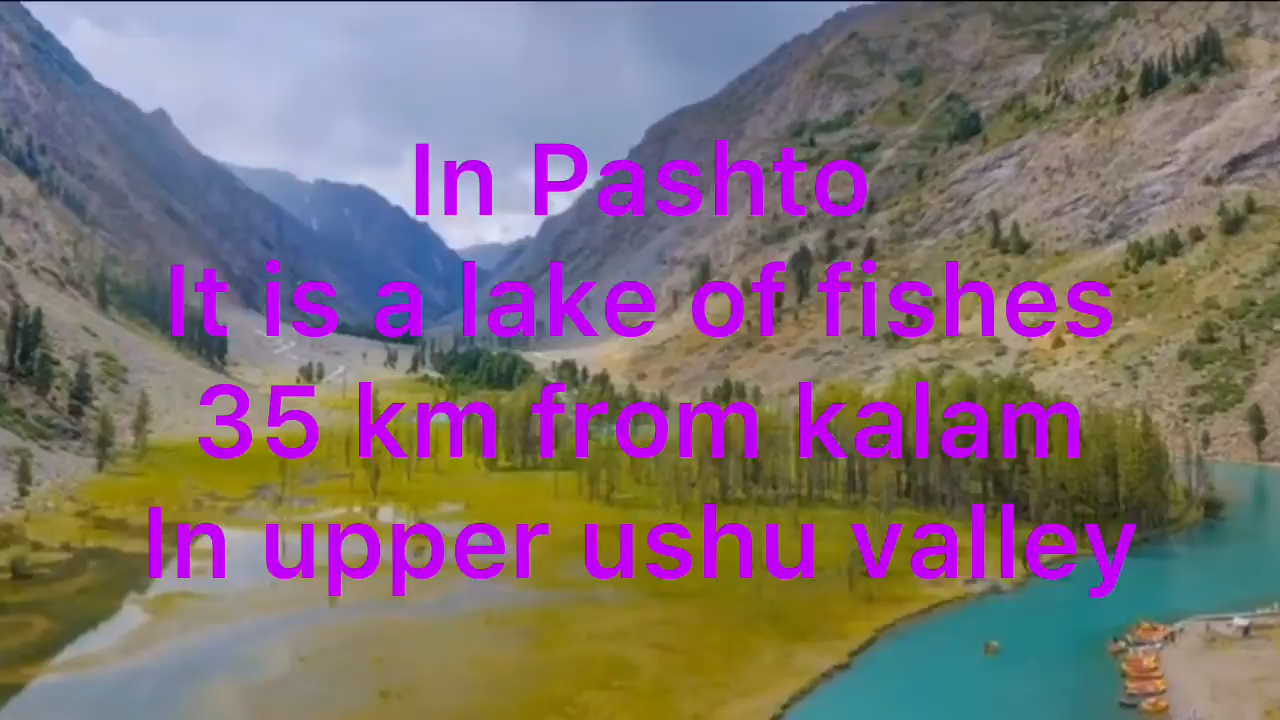 In Pashto
It is a lake of fishes
35 km from kalam
In upper ushu valley